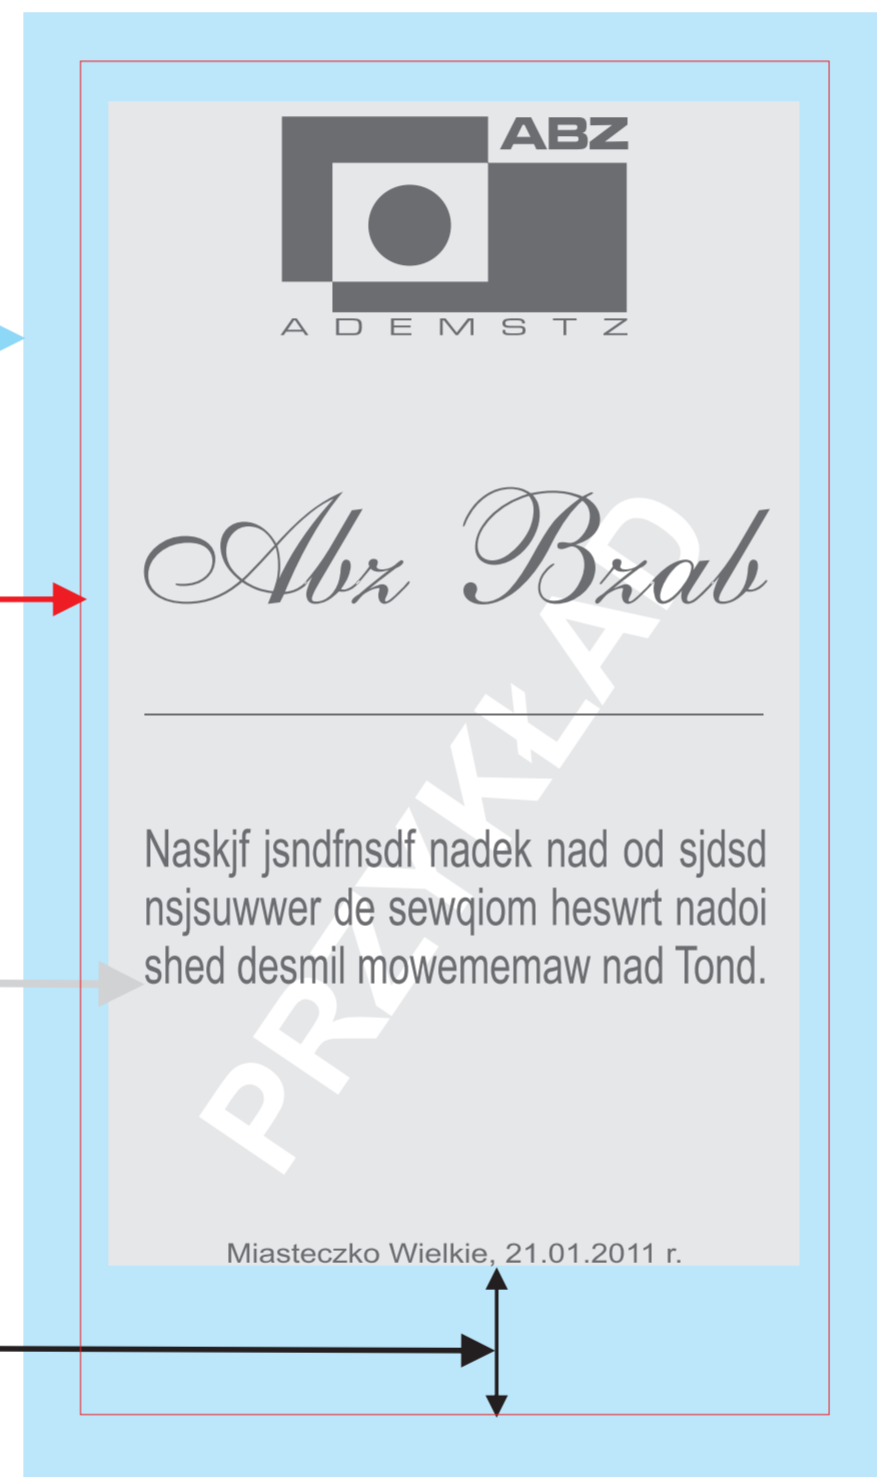 ABZ
ADEMSTZ
Abz Bzab
PRZYKŁAD
Naskjf jsndfnsdf nadek nad od sjdsd
nsjsuwwer de sewqiom heswrt nadoi
shed desmil mowememaw nad Tond.
Miasteczko Wielkie, 21.01.2011 r.